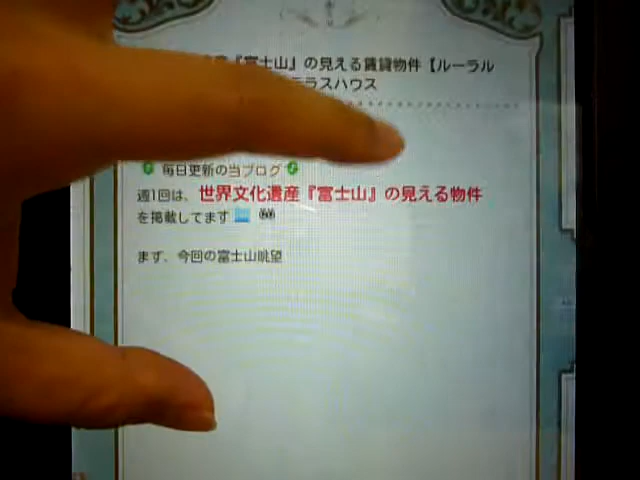 『富士山』の見える賃貸物件【ルーラル
テラスハウス
毎日更新の当ブログ
週1回は、世界文化遺産『富士山』の見える物件
を掲載してます
まず、今回の富士山眺望